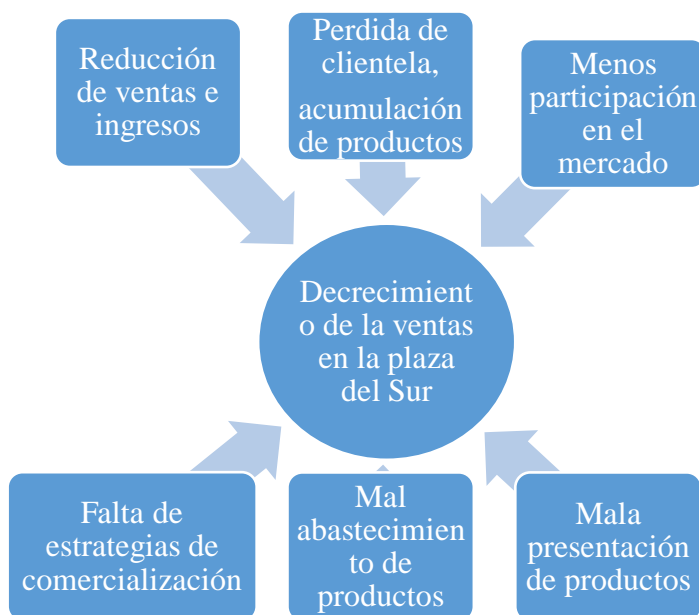 Reducción
de ventas e
ingresos
Perdida de
clientela,
acumulación
de productos
Menos
participación
en el
mercado
Decrecimient
o de la ventas
en la plaza
del Sur
Falta de
estrategias de
comercialización
Mal
abastecimien
to de
productos
Mala
presentación
de productos